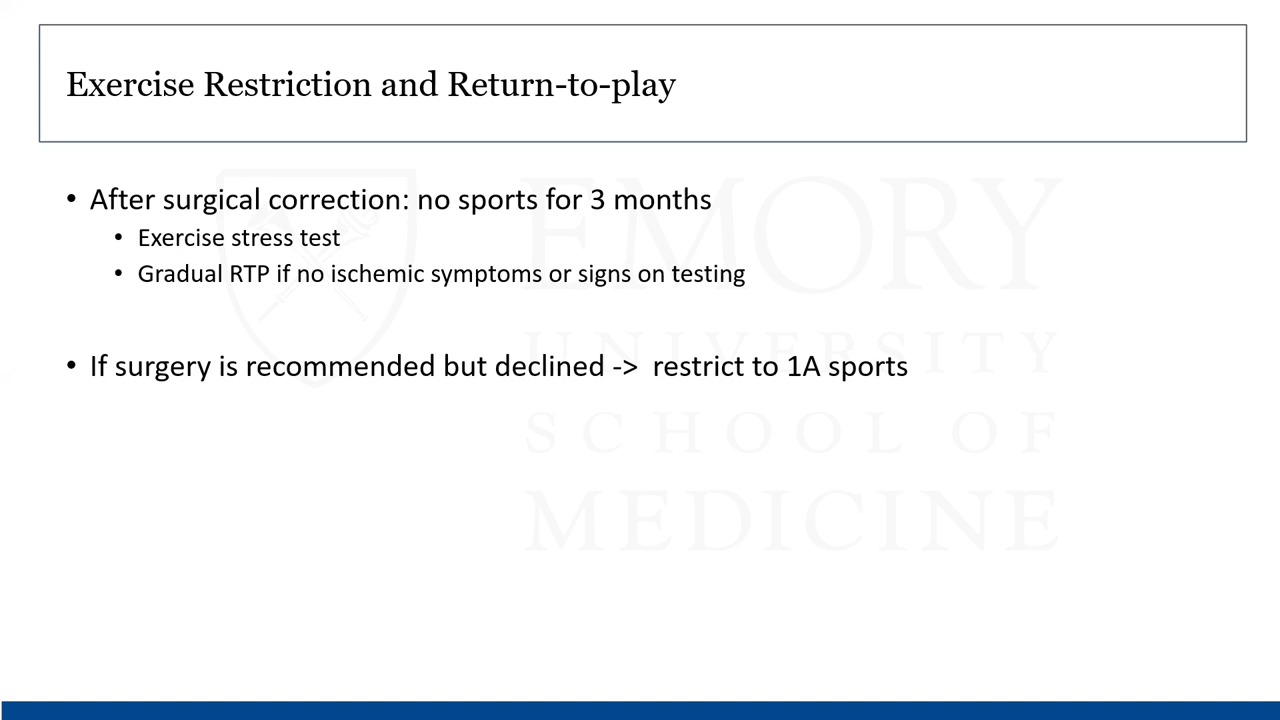 Exercise Restriction and Return-to-play
• After surgical correction: no sports for 3 months
• Exercise stress test
• Gradual RTP if no ischemic symptoms or signs on testing
• If surgery is recommended but declined -> restrict to 1A sports
EMORY
UNIVERSITY
SCHOOL OF
MEDICINE